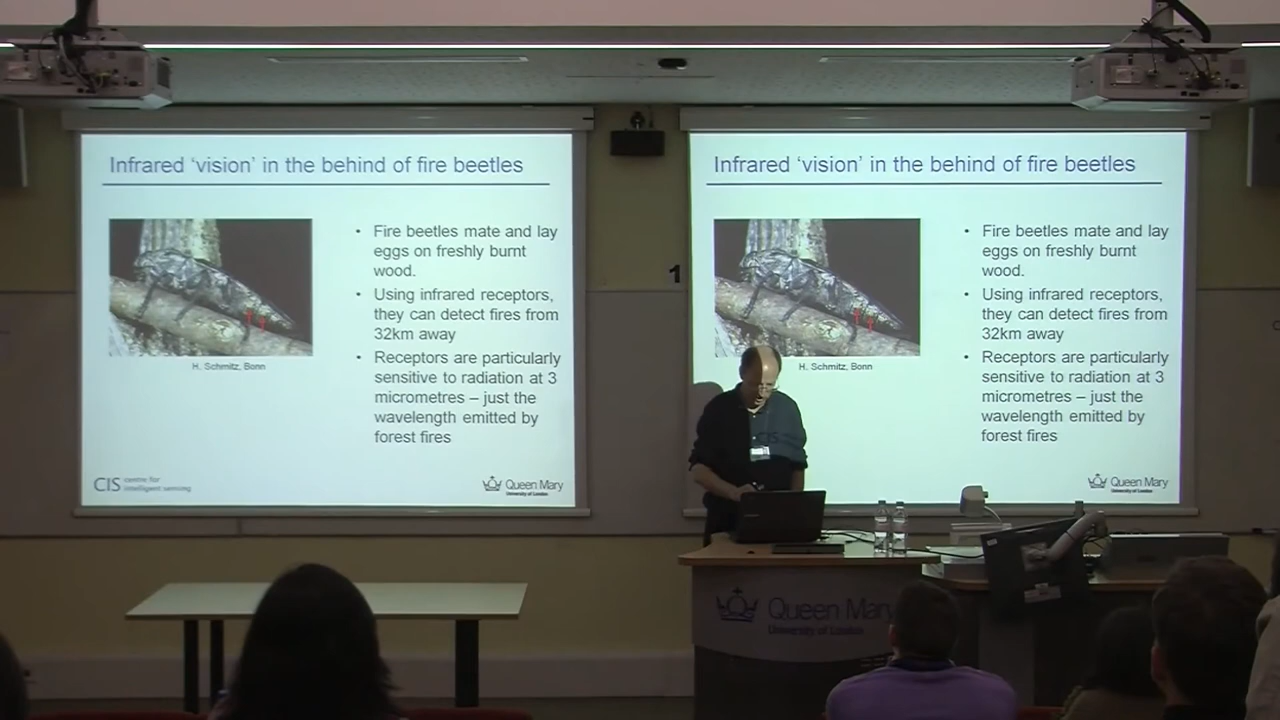 Infrared ‘vision’ in the behind of fire beetles
• Fire beetles mate and lay
eggs on freshly burnt
wood.
• Using infrared receptors,
they can detect fires from
32km away
• Receptors are particularly
sensitive to radiation at 3
micrometres – just the
wavelength emitted by
forest fires
H. Schmitz, Bonn
CIS centre for
intelligent sensing
Queen Mary
University of London
1
Infrared ‘vision’ in the behind of fire beetles
• Fire beetles mate and lay
eggs on freshly burnt
wood.
• Using infrared receptors,
they can detect fires from
32km away
• Receptors are particularly
sensitive to radiation at 3
micrometres – just the
wavelength emitted by
forest fires
H. Schmitz, Bonn
CIS
Queen Mary
University of London
Queen Mary
University of London